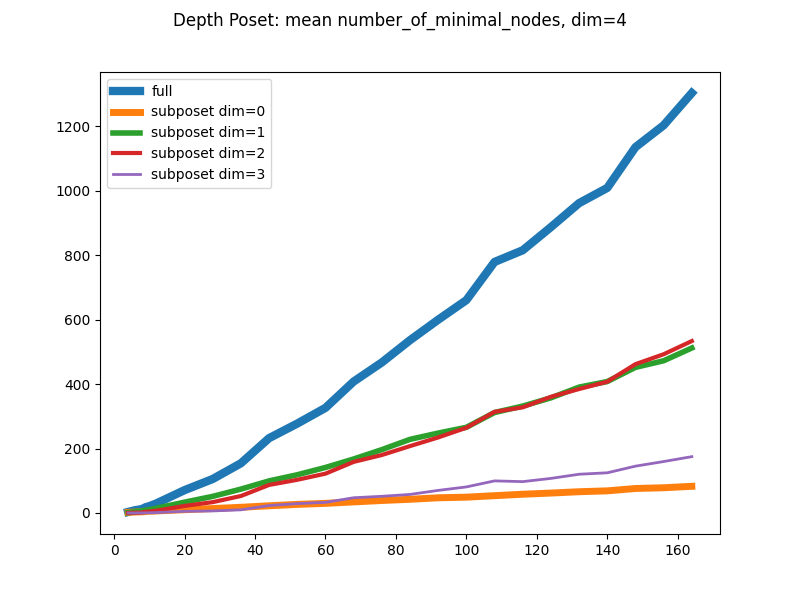 Depth Poset: mean number_of_minimal_nodes, dim=4
full
subposet dim=0
subposet dim=1
subposet dim=2
subposet dim=3
1200
1000
800
600
400
200
0
0 20 40 60 80 100 120 140 160